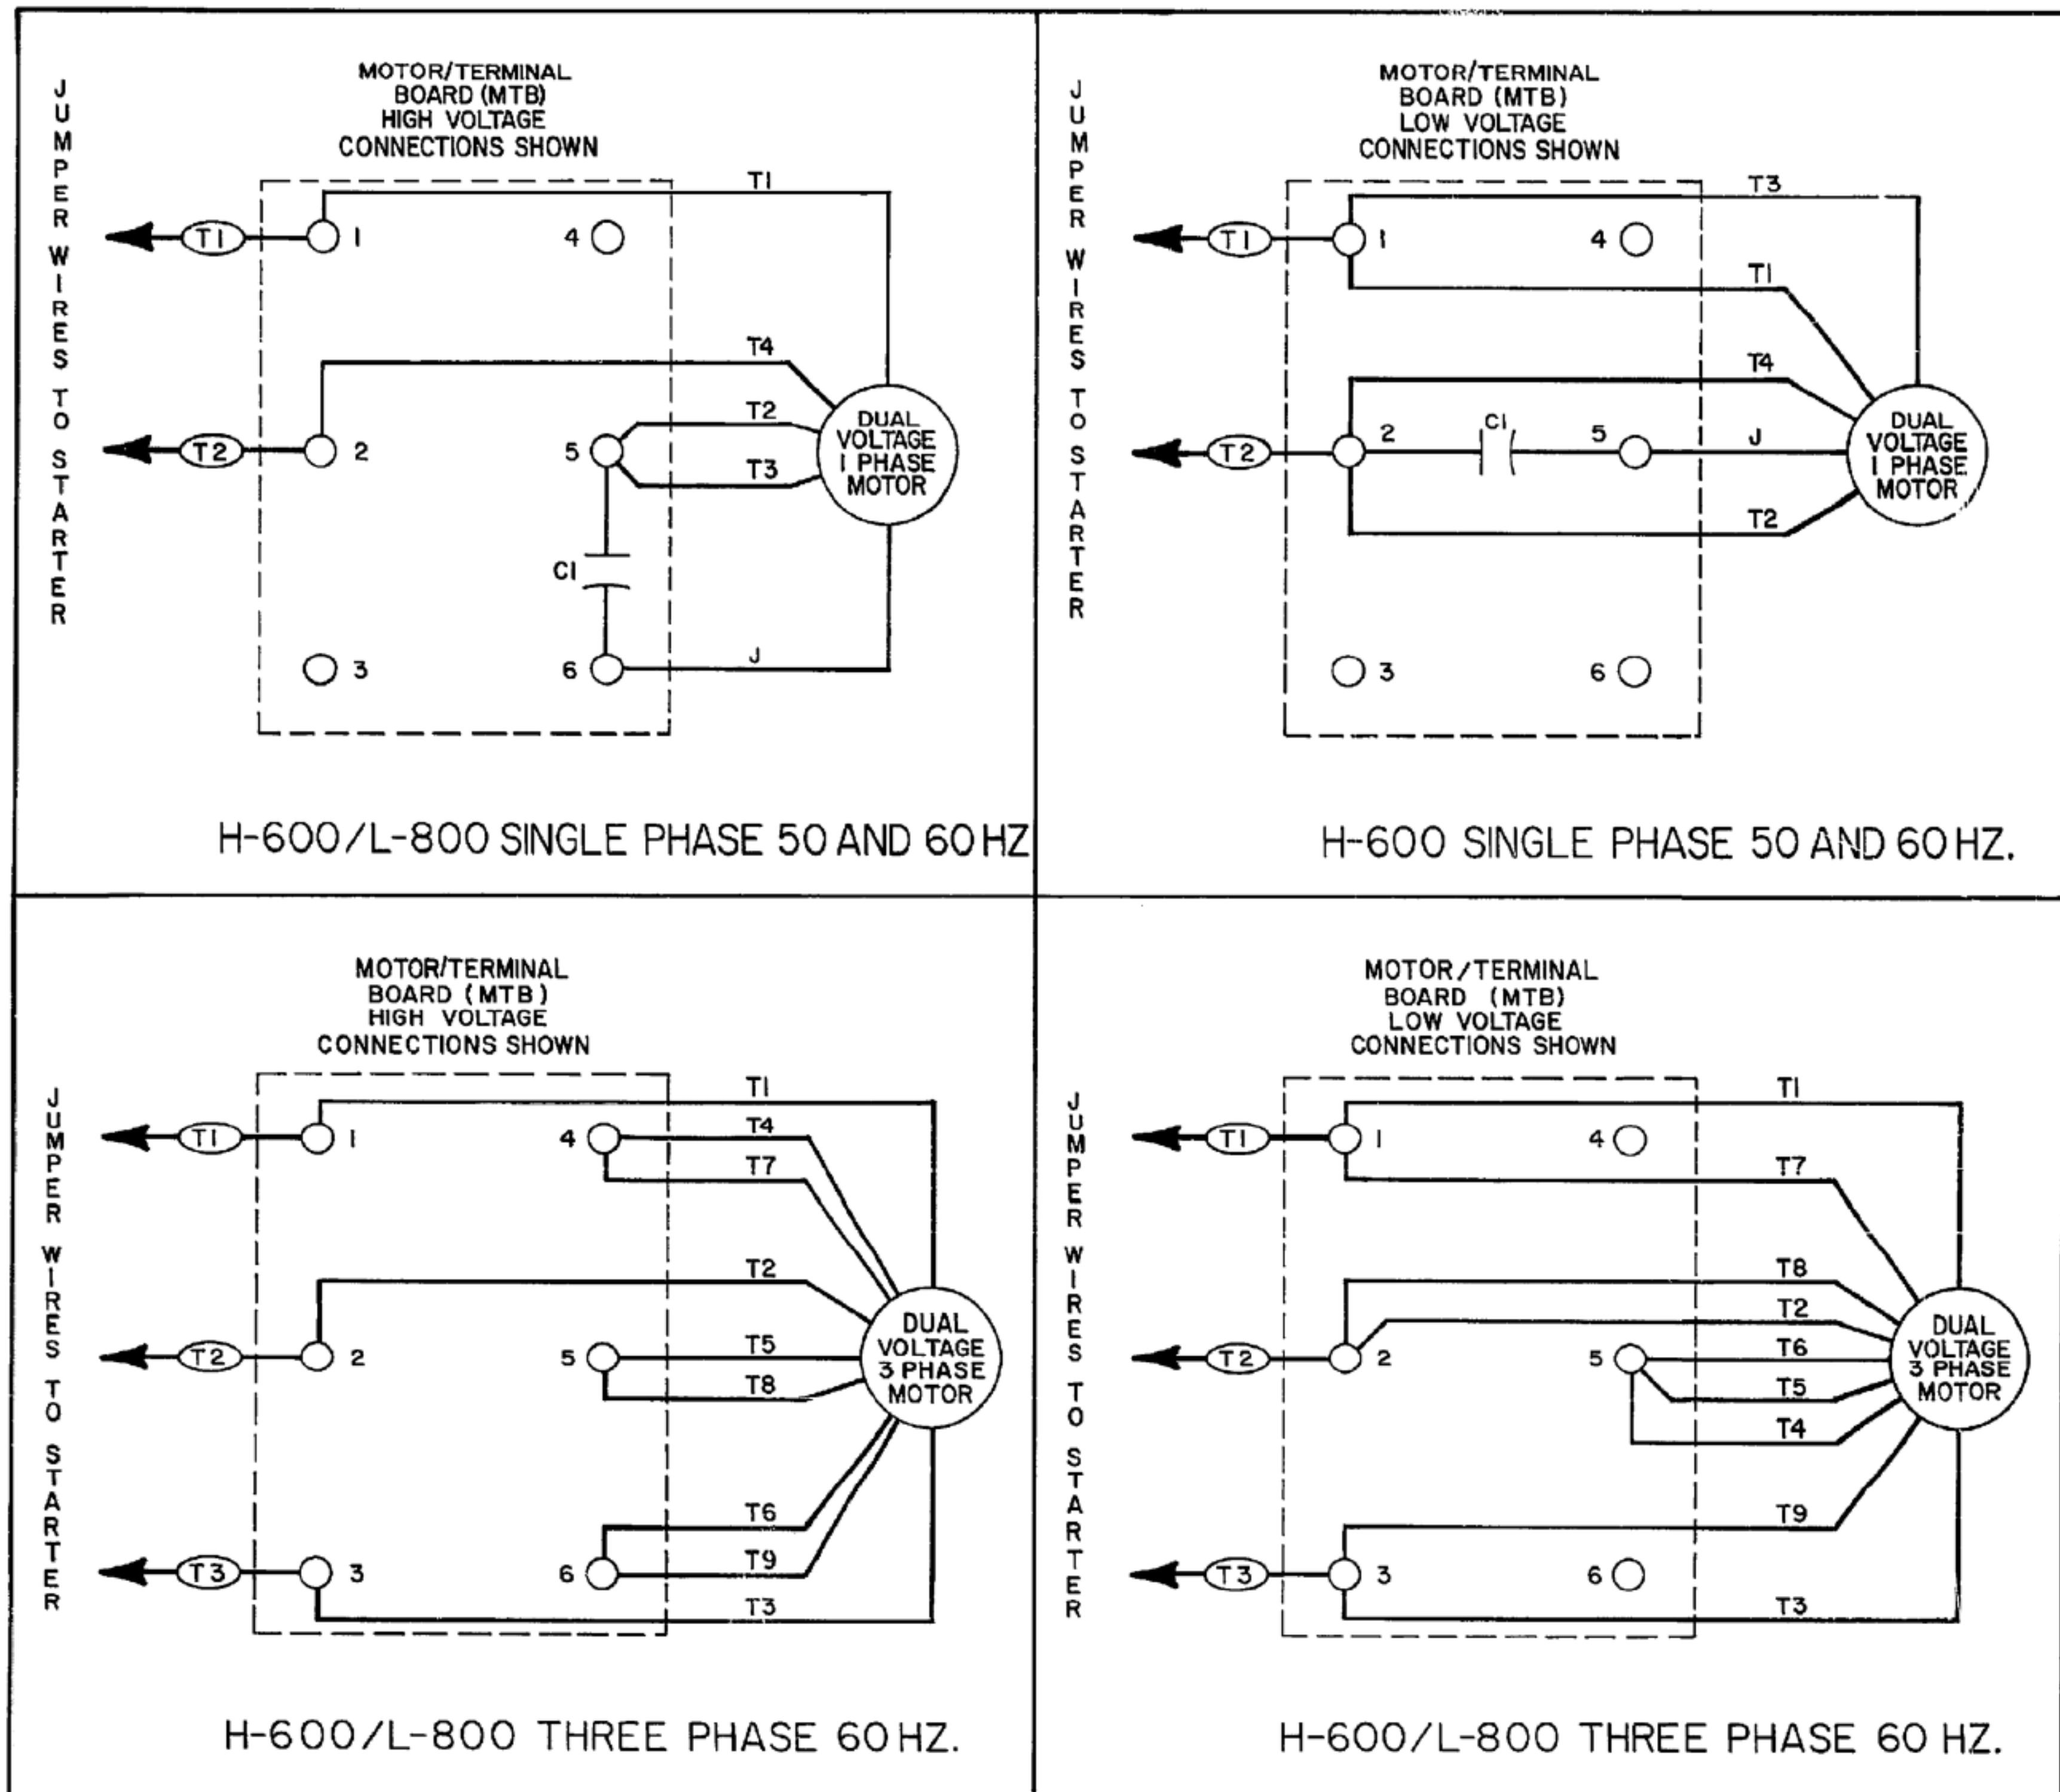 JUMPER WIRES TO STARTER
MOTOR/TERMINAL
BOARD (MTB)
HIGH VOLTAGE
CONNECTIONS SHOWN
T1
T1
1
4
T4
T2
T2
2
5
T3
C1
3
6
J
DUAL
VOLTAGE
1 PHASE
MOTOR
H-600/L-800 SINGLE PHASE 50 AND 60 HZ
JUMPER WIRES TO STARTER
MOTOR/TERMINAL
BOARD (MTB)
LOW VOLTAGE
CONNECTIONS SHOWN
T3
T1
1
4
T1
T4
T2
2
C1
5
J
T2
3
6
DUAL
VOLTAGE
1 PHASE
MOTOR
H-600 SINGLE PHASE 50 AND 60 HZ.
JUMPER WIRES TO STARTER
MOTOR/TERMINAL
BOARD (MTB)
HIGH VOLTAGE
CONNECTIONS SHOWN
T1
T1
1
4
T4
T7
T2
T2
2
5
T5
T8
T6
T3
3
6
T9
T3
DUAL
VOLTAGE
3 PHASE
MOTOR
H-600/L-800 THREE PHASE 60 HZ.
JUMPER WIRES TO STARTER
MOTOR/TERMINAL
BOARD (MTB)
LOW VOLTAGE
CONNECTIONS SHOWN
T1
T1
1
4
T7
T8
T2
T2
2
5
T6
T5
T4
T9
T3
3
6
T3
DUAL
VOLTAGE
3 PHASE
MOTOR
H-600/L-800 THREE PHASE 60 HZ.